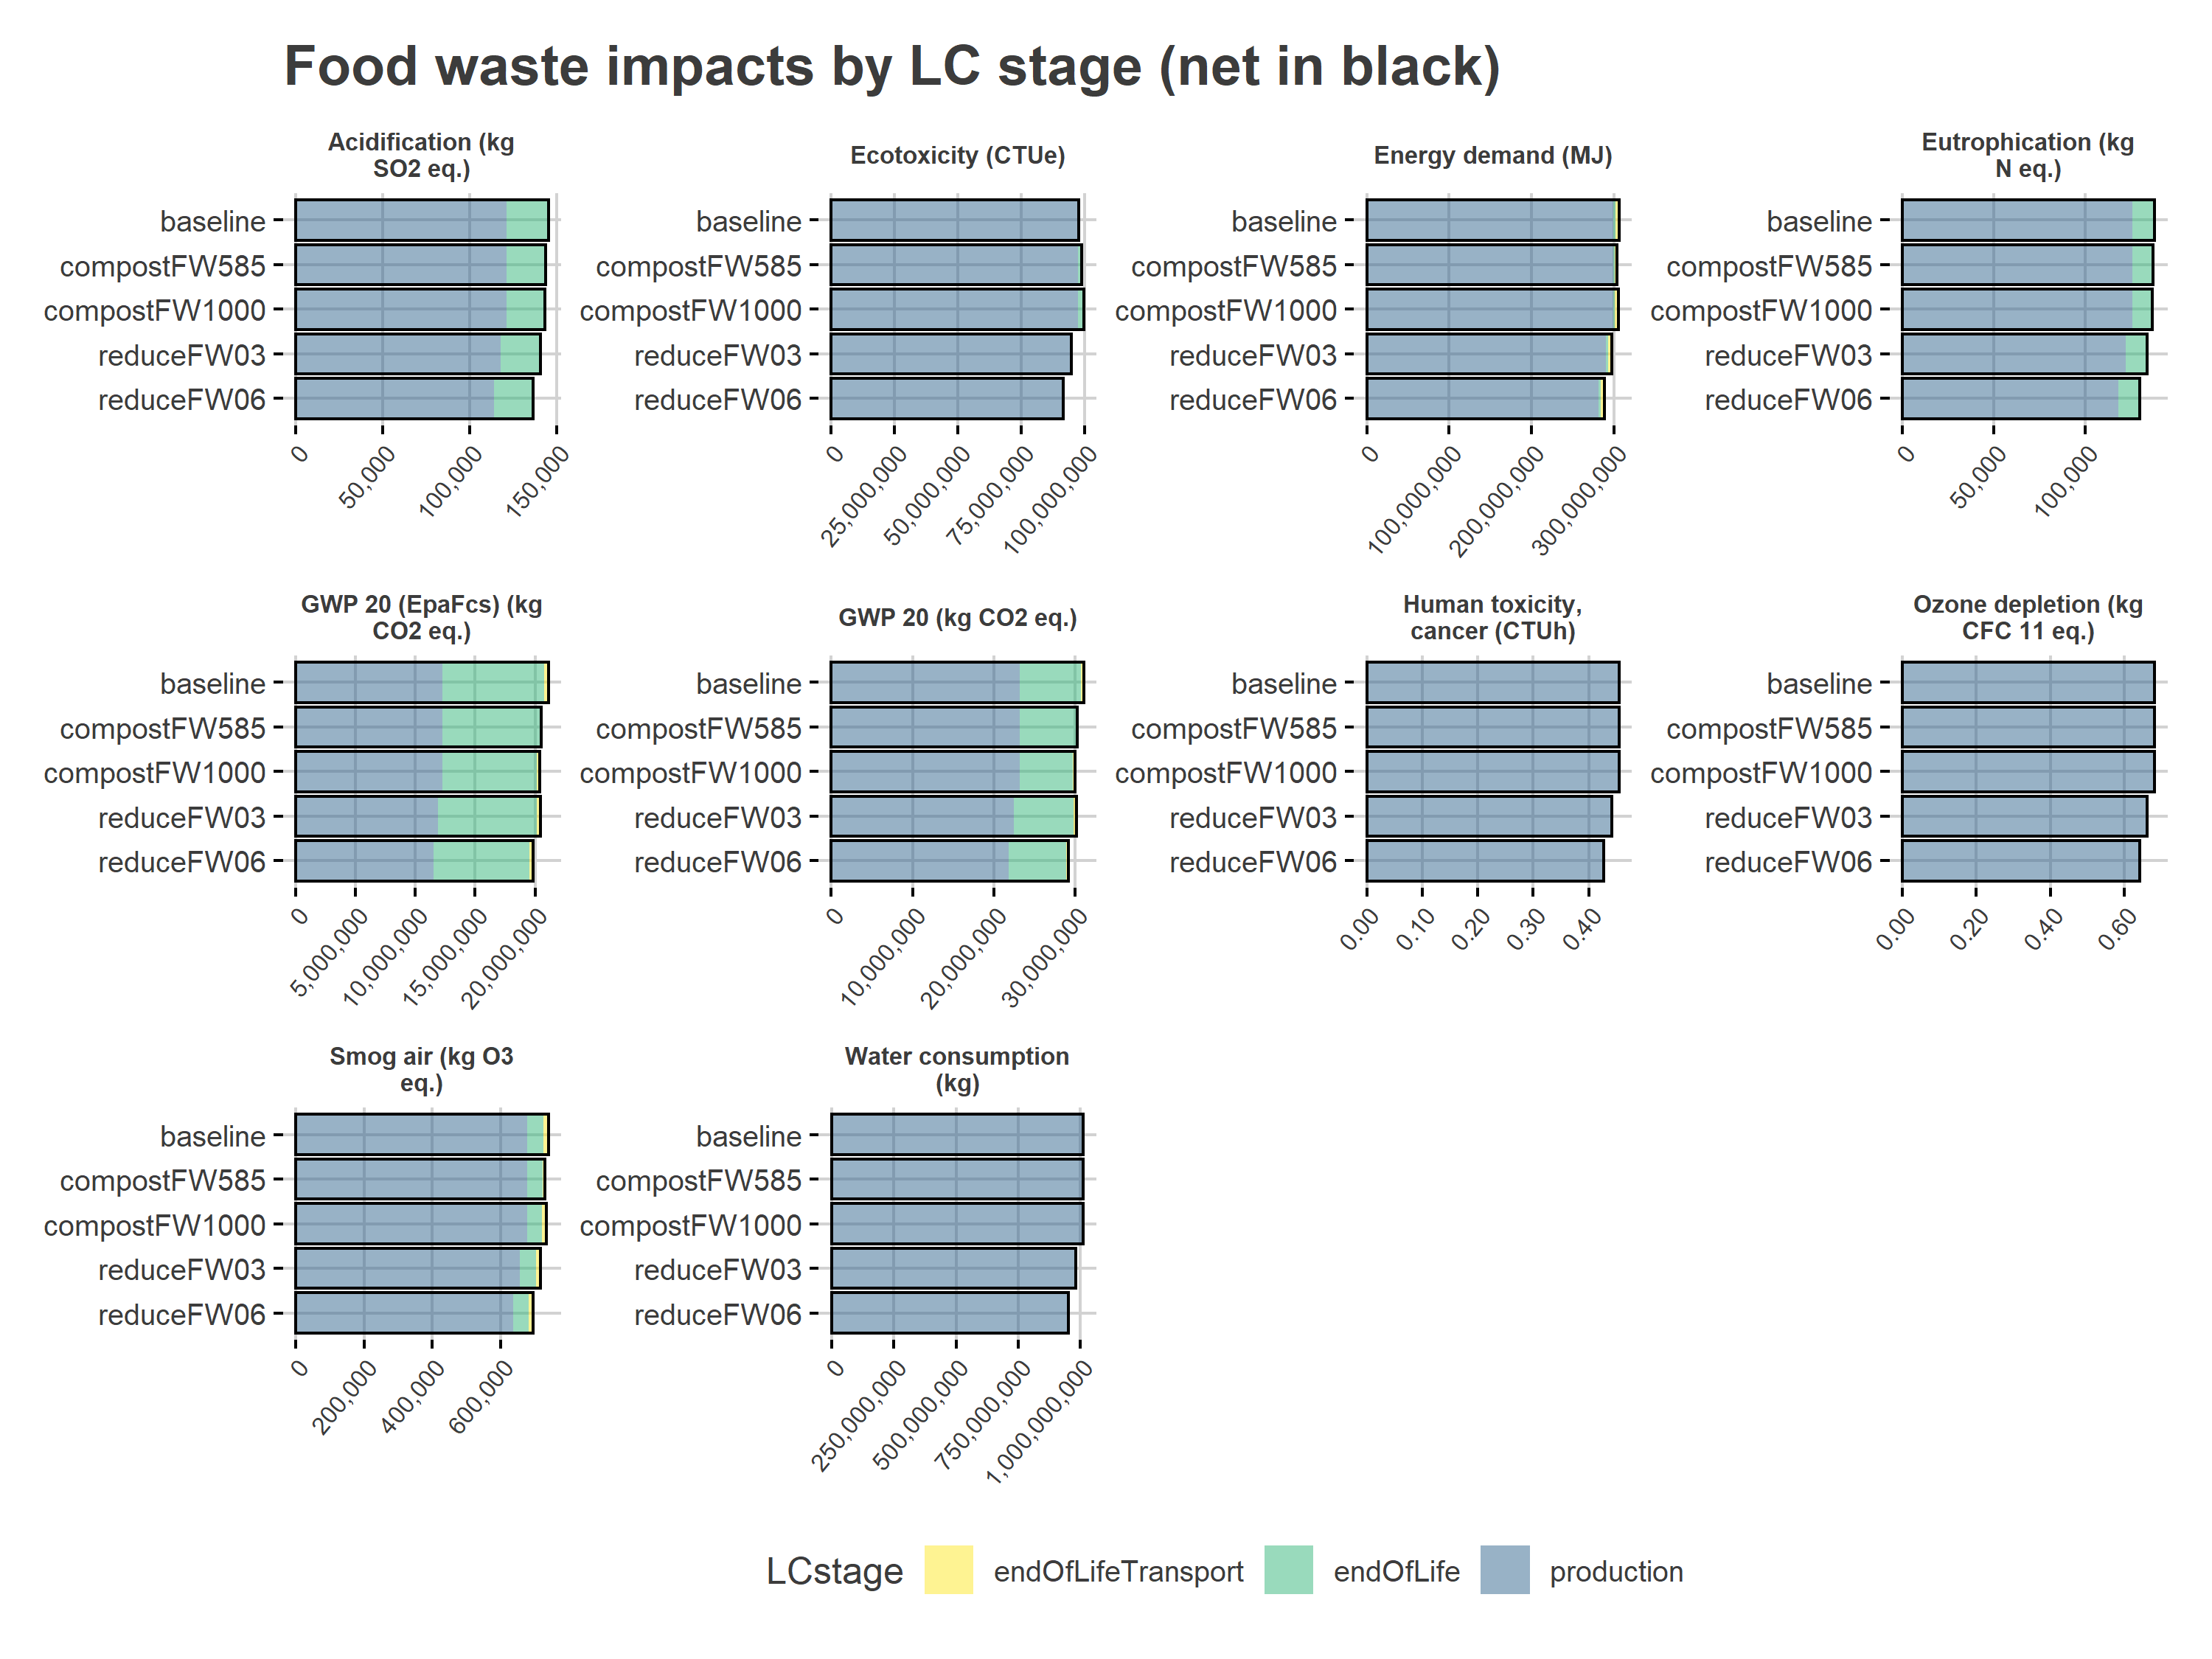 Food waste impacts by LC stage (net in black)
Acidification (kg
SO2 eq.)
baseline
compostFW585
compostFW1000
reduceFW03
reduceFW06
0
50,000
100,000
150,000
Ecotoxicity (CTUe)
baseline
compostFW585
compostFW1000
reduceFW03
reduceFW06
0
25,000,000
50,000,000
75,000,000
100,000,000
Energy demand (MJ)
baseline
compostFW585
compostFW1000
reduceFW03
reduceFW06
0
100,000,000
200,000,000
300,000,000
Eutrophication (kg
N eq.)
baseline
compostFW585
compostFW1000
reduceFW03
reduceFW06
0
50,000
100,000
GWP 20 (EpaFcs) (kg
CO2 eq.)
baseline
compostFW585
compostFW1000
reduceFW03
reduceFW06
0
5,000,000
10,000,000
15,000,000
20,000,000
GWP 20 (kg CO2 eq.)
baseline
compostFW585
compostFW1000
reduceFW03
reduceFW06
0
10,000,000
20,000,000
30,000,000
Human toxicity,
cancer (CTUh)
baseline
compostFW585
compostFW1000
reduceFW03
reduceFW06
0.00
0.10
0.20
0.30
0.40
Ozone depletion (kg
CFC 11 eq.)
baseline
compostFW585
compostFW1000
reduceFW03
reduceFW06
0.00
0.20
0.40
0.60
Smog air (kg O3
eq.)
baseline
compostFW585
compostFW1000
reduceFW03
reduceFW06
0
200,000
400,000
600,000
Water consumption
(kg)
baseline
compostFW585
compostFW1000
reduceFW03
reduceFW06
0
250,000,000
500,000,000
750,000,000
1,000,000,000
LCstage
endOfLifeTransport
endOfLife
production